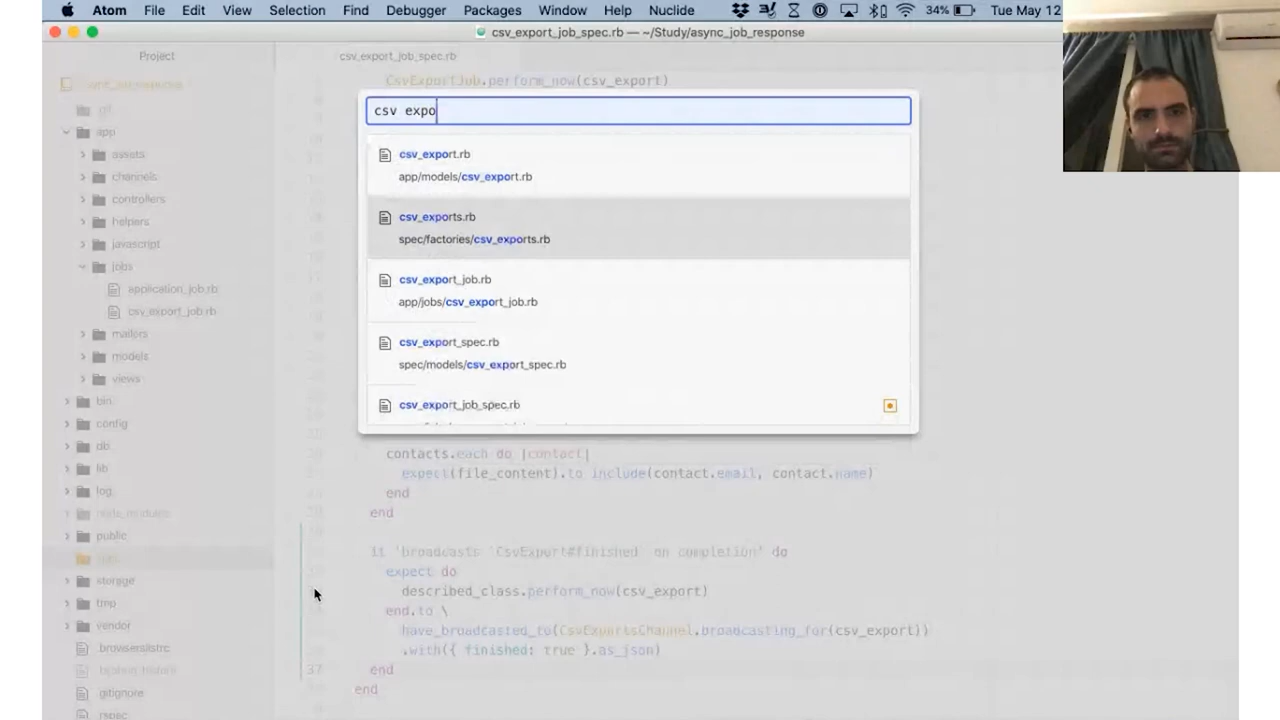 Atom File Edit View Selection Find Debugger Packages Window Help Nuclide 34% Tue May 12
csv_export_job_spec.rb — ~/Study/async_job_response
Project
csv_export_job_spec.rb
async_job_response
CsvExportJob.perform_now(csv_export)
.git
csv expo
app
assets
csv_export.rb
channels
app/models/csv_export.rb
controllers
csv_exports.rb
helpers
spec/factories/csv_exports.rb
javascript
jobs
csv_export_job.rb
application_job.rb
app/jobs/csv_export_job.rb
csv_export_job.rb
mailers
csv_export_spec.rb
models
spec/models/csv_export_spec.rb
views
bin
csv_export_job_spec.rb
config
db
contacts.each do |contact|
lib
expect(file_content).to include(contact.email, contact.name)
log
end
node_modules
end
public
it 'broadcasts `CsvExport#finished` on completion' do
expect do
storage
described_class.perform_now(csv_export)
tmp
end.to \
vendor
have_broadcasted_to(CsvExportsChannel.broadcasting_for(csv_export))
.browserslistrc
.with({ finished: true }.as_json)
37 end
end
.gitignore
.rspec